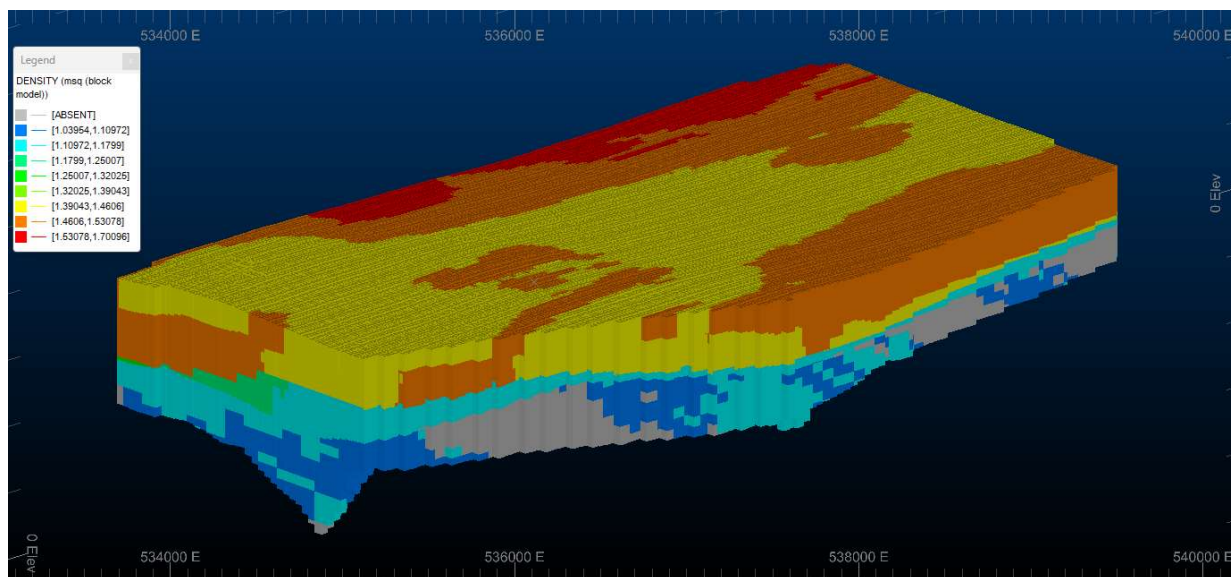 534000 E
536000 E
538000 E
540000 E
Legend
DENSITY (msq (block
model))
[ABSENT]
[1.03954,1.10972]
[1.10972,1.1799]
[1.1799,1.25007]
[1.25007,1.32025]
[1.32025,1.39043]
[1.39043,1.4606]
[1.4606,1.53078]
[1.53078,1.70096]
0 Elev
0 Elev
534000 E
536000 E
538000 E
540000 E